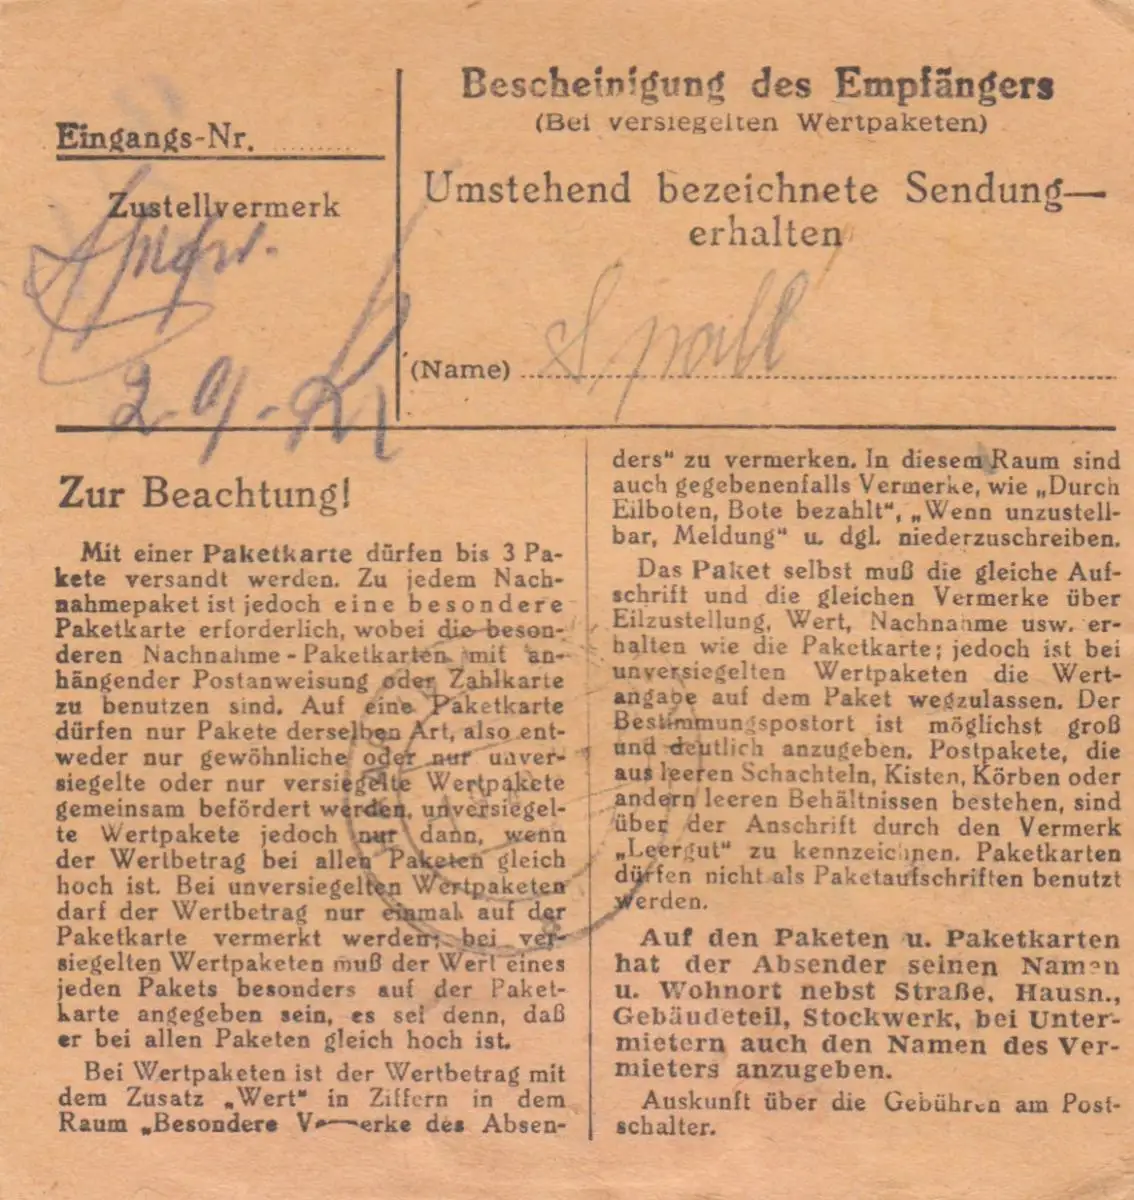 Eingangs-Nr. ..........
Zustellvermerk
2-9-
Bescheinigung des Empfängers
(Bei versiegelten Wertpaketen)
Umstehend bezeichnete Sendung—
erhalten
(Name)
Zur Beachtung!
Mit einer Paketkarte dürfen bis 3 Pa-
kete versandt werden. Zu jedem Nach-
nahmepaket ist jedoch eine besondere
Paketkarte erforderlich, wobei die beson-
deren Nachnahme-Paketkarten mit an-
hängender Postanweisung oder Zahlkarte
zu benutzen sind. Auf eine Paketkarte
dürfen nur Pakete derselben Art, also ent-
weder nur gewöhnliche oder nur unver-
siegelte oder nur versiegelte Wertpakete
gemeinsam befördert werden, unversiegel-
te Wertpakete jedoch nur dann, wenn
der Wertbetrag bei allen Paketen gleich
hoch ist. Bei unversiegelten Wertpaketen
darf der Wertbetrag nur einmal auf der
Paketkarte vermerkt werden; bei ver-
siegelten Wertpaketen muß der Wert eines
jeden Pakets besonders auf der Paket-
karte angegeben sein, es sei denn, daß
er bei allen Paketen gleich hoch ist.
Bei Wertpaketen ist der Wertbetrag mit
dem Zusatz „Wert" in Ziffern in dem
Raum „Besondere Vermerke des Absen-
ders" zu vermerken. In diesem Raum sind
auch gegebenenfalls Vermerke, wie „Durch
Eilboten, Bote bezahlt", „Wenn unzustell-
bar, Meldung" u. dgl. niederzuschreiben.
Das Paket selbst muß die gleiche Auf-
schrift und die gleichen Vermerke über
Eilzustellung, Wert, Nachnahme usw. er-
halten wie die Paketkarte; jedoch ist bei
unversiegelten Wertpaketen die Wert-
angabe auf dem Paket wegzulassen. Der
Bestimmungspostort ist möglichst groß
und deutlich anzugeben. Postpakete, die
aus leeren Schachteln, Kisten, Körben oder
andern leeren Behältnissen bestehen, sind
über der Anschrift durch den Vermerk
„Leergut" zu kennzeichnen. Paketkarten
dürfen nicht als Paketaufschriften benutzt
werden.
Auf den Paketen u. Paketkarten
hat der Absender seinen Namen
u. Wohnort nebst Straße, Hausn.,
Gebäudeteil, Stockwerk, bei Unter-
mietern auch den Namen des Ver-
mieters anzugeben.
Auskunft über die Gebühren am Post-
schalter.